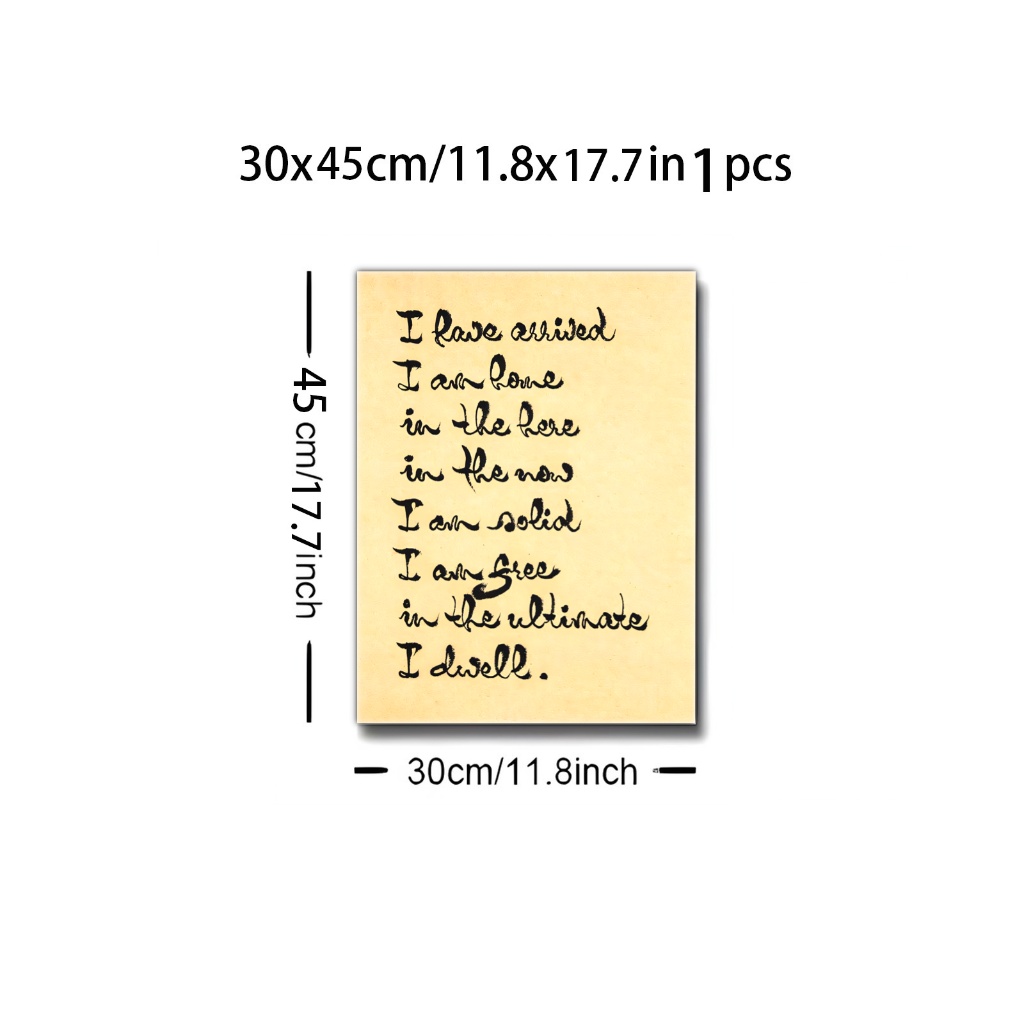 30x45cm/11.8x17.7in 1 pcs
45 cm/17.7inch
I have arrived
I am home
in the here
in the now
I am solid
I am free
in the ultimate
I dwell.
30cm/11.8inch